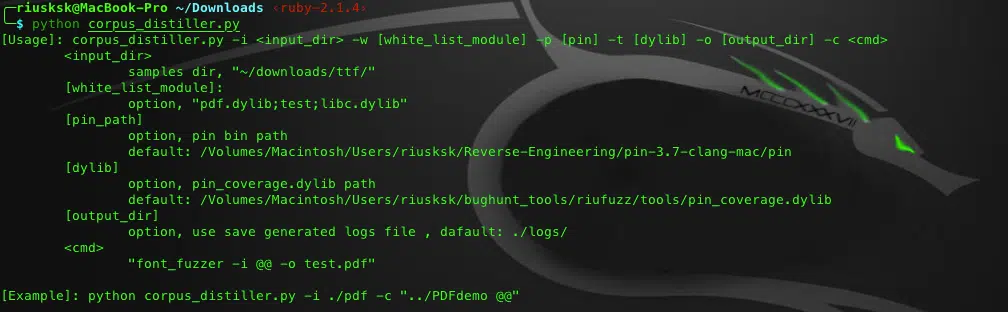 riusksk@MacBook-Pro ~/Downloads ‹ruby-2.1.4›
$ python corpus_distiller.py
[Usage]: corpus_distiller.py -i <input_dir> -w [white_list_module] -p [pin] -t [dylib] -o [output_dir] -c <cmd>
<input_dir>
samples dir, "~/downloads/ttf/"
[white_list_module]:
option, "pdf.dylib;test;libc.dylib"
[pin_path]
option, pin bin path
default: /Volumes/Macintosh/Users/riusksk/Reverse-Engineering/pin-3.7-clang-mac/pin
[dylib]
option, pin_coverage.dylib path
default: /Volumes/Macintosh/Users/riusksk/bughunt_tools/riufuzz/tools/pin_coverage.dylib
[output_dir]
option, use save generated logs file , dafault: ./logs/
<cmd>
"font_fuzzer -i @@ -o test.pdf"
[Example]: python corpus_distiller.py -i ./pdf -c "../PDFdemo @@"